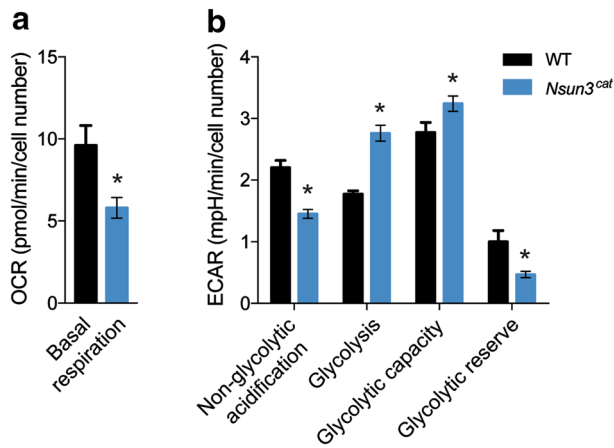 a
OCR (pmol/min/cell number)
15
10
5
0
*
Basal
respiration
b
ECAR (mpH/min/cell number)
4
3
2
1
0
*
*
*
*
Non-glycolytic
acidification
Glycolysis
Glycolytic capacity
Glycolytic reserve
WT
Nsun3cat